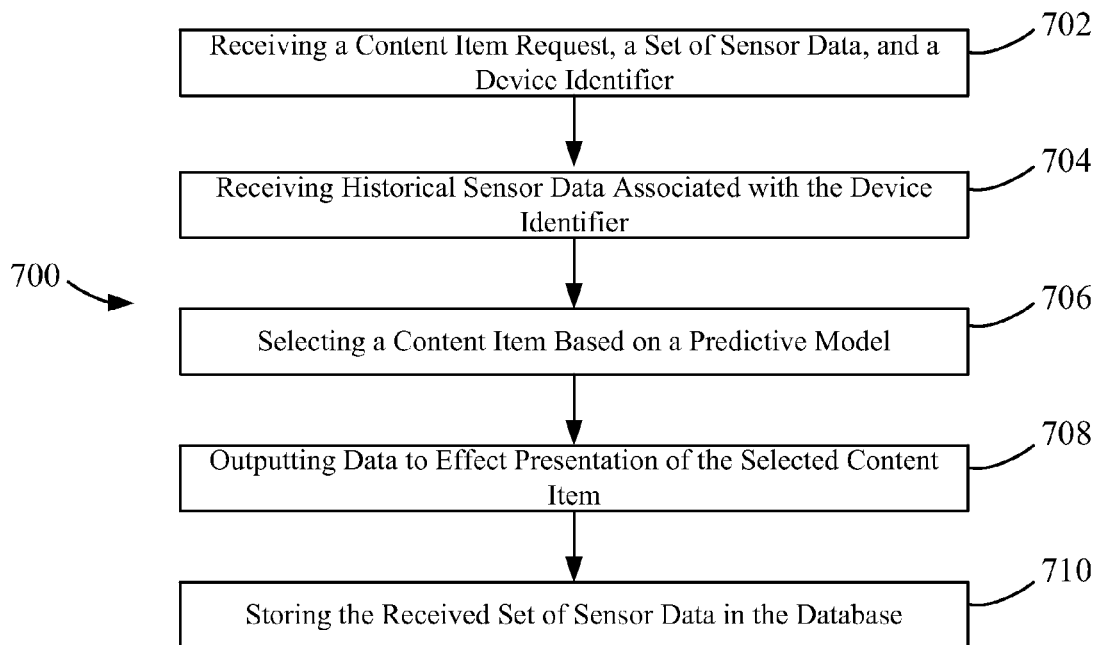 Receiving a Content Item Request, a Set of Sensor Data, and a
Device Identifier
702
Receiving Historical Sensor Data Associated with the Device
Identifier
704
700
Selecting a Content Item Based on a Predictive Model
706
Outputting Data to Effect Presentation of the Selected Content
Item
708
Storing the Received Set of Sensor Data in the Database
710